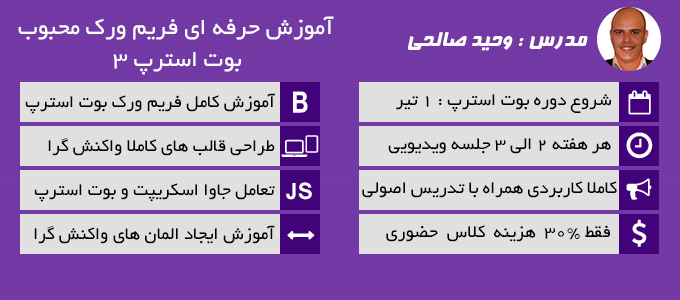 مدرس : وحید صالحی
شروع دوره بوت استرپ : ۱ تیر
هر هفته ۲ الی ۳ جلسه ویدیویی
کاملا کاربردی همراه با تدریس اصولی
فقط ۳۰% هزینه کلاس حضوری
آموزش حرفه ای فریم ورک محبوب
بوت استرپ ۳
آموزش کامل فریم ورک بوت استرپ
B
طراحی قالب های کاملا واکنش گرا
تعامل جاوا اسکریپت و بوت استرپ
JS
آموزش ایجاد المان های واکنش گرا
$